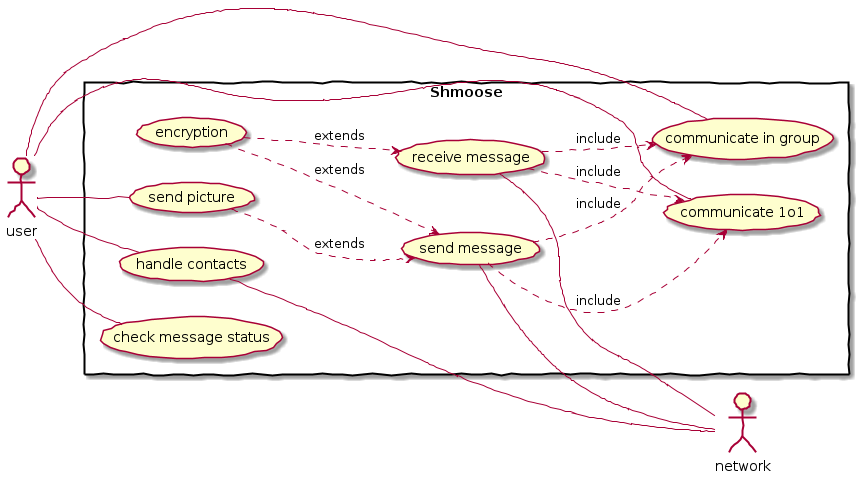 Shmoose
encryption
extends
receive message
include
communicate in group
extends
include
send picture
include
communicate 1o1
user
extends
send message
handle contacts
include
check message status
network